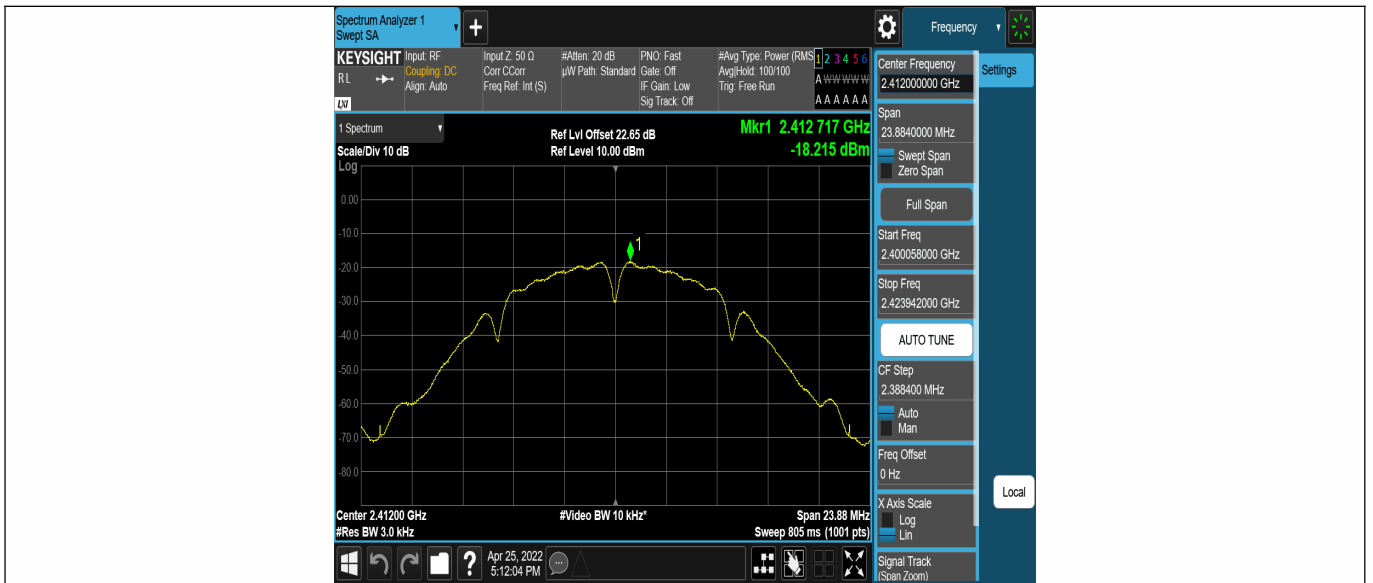 Spectrum Analyzer 1
Swept SA
+
Frequency
KEYSIGHT
R L
LXI
Input: RF
Coupling: DC
Align: Auto
Input Z: 50 Ω
Corr CCorr
Freq Ref: Int (S)
#Atten: 20 dB
µW Path: Standard
PNO: Fast
Gate: Off
IF Gain: Low
Sig Track: Off
#Avg Type: Power (RMS
Avg|Hold: 100/100
Trig: Free Run
1 2 3 4 5 6
A W W W W W
A A A A A A
1 Spectrum
Scale/Div 10 dB
Log
Ref Lvl Offset 22.65 dB
Ref Level 10.00 dBm
Mkr1 2.412 717 GHz
-18.215 dBm
0.00
-10.0
-20.0
-30.0
-40.0
-50.0
-60.0
-70.0
-80.0
1
Center 2.41200 GHz
#Res BW 3.0 kHz
#Video BW 10 kHz*
Span 23.88 MHz
Sweep 805 ms (1001 pts)
?
Apr 25, 2022
5:12:04 PM
Center Frequency
2.412000000 GHz
Settings
Span
23.8840000 MHz
Swept Span
Zero Span
Full Span
Start Freq
2.400058000 GHz
Stop Freq
2.423942000 GHz
AUTO TUNE
CF Step
2.388400 MHz
Auto
Man
Freq Offset
0 Hz
X Axis Scale
Log
Lin
Local
Signal Track
(Span Zoom)